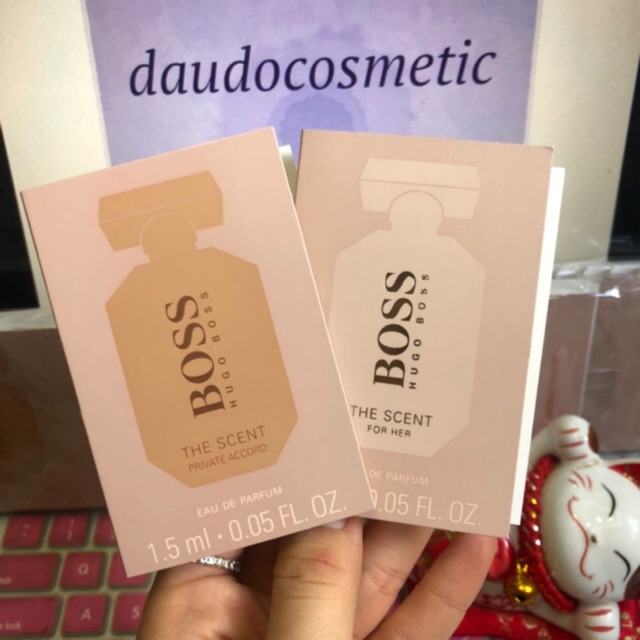 daudocosmetic
BOSS
HUGO BOSS
THE SCENT
PRIVATE ACCORD
EAU DE PARFUM
1.5 ml • 0.05 FL. OZ.
BOSS
HUGO BOSS
THE SCENT
FOR HER
DE PARFUM
0.05 FL. OZ.
Q
A
S
lock